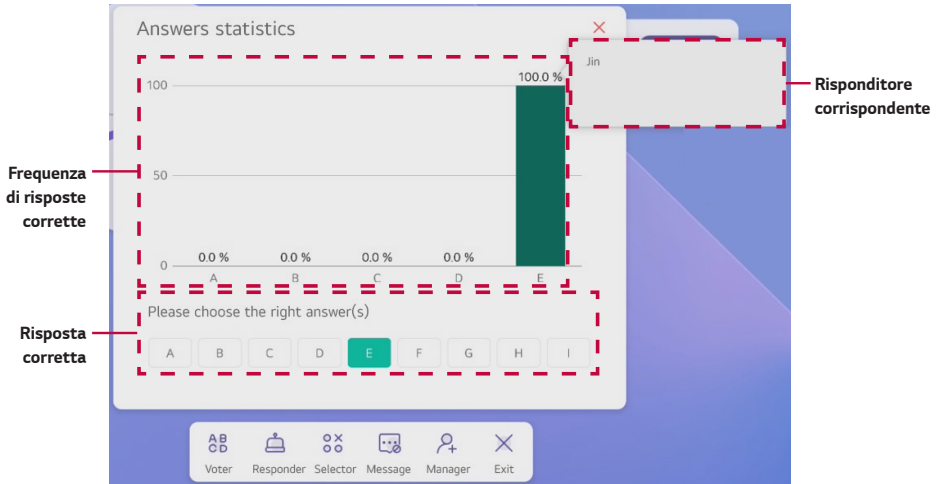 Answers statistics
Jin
100
100.0 %
50
0.0 %
0.0 %
0.0 %
0.0 %
0
A
B
C
D
E
Please choose the right answer(s)
A B C D E F G H I
Voter Responder Selector Message Manager Exit
Risponditore
corrispondente
Frequenza
di risposte
corrette
Risposta
corretta